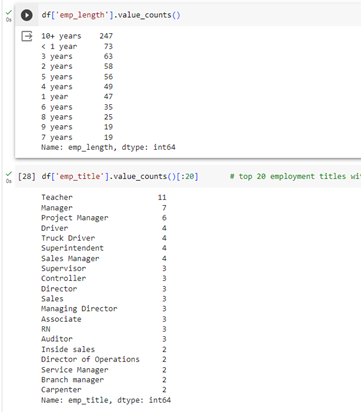 df['emp_length'].value_counts()
0s
10+ years 247
< 1 year 73
3 years 63
2 years 58
5 years 56
4 years 49
1 year 47
6 years 35
8 years 25
9 years 19
7 years 19
Name: emp_length, dtype: int64
[28] df['emp_title'].value_counts()[:20] # top 20 employment titles wi
0s
Teacher 11
Manager 7
Project Manager 6
Driver 4
Truck Driver 4
Superintendent 4
Sales Manager 4
Supervisor 3
Controller 3
Director 3
Sales 3
Managing Director 3
Associate 3
RN 3
Auditor 3
Inside sales 2
Director of Operations 2
Service Manager 2
Branch manager 2
Carpenter 2
Name: emp_title, dtype: int64